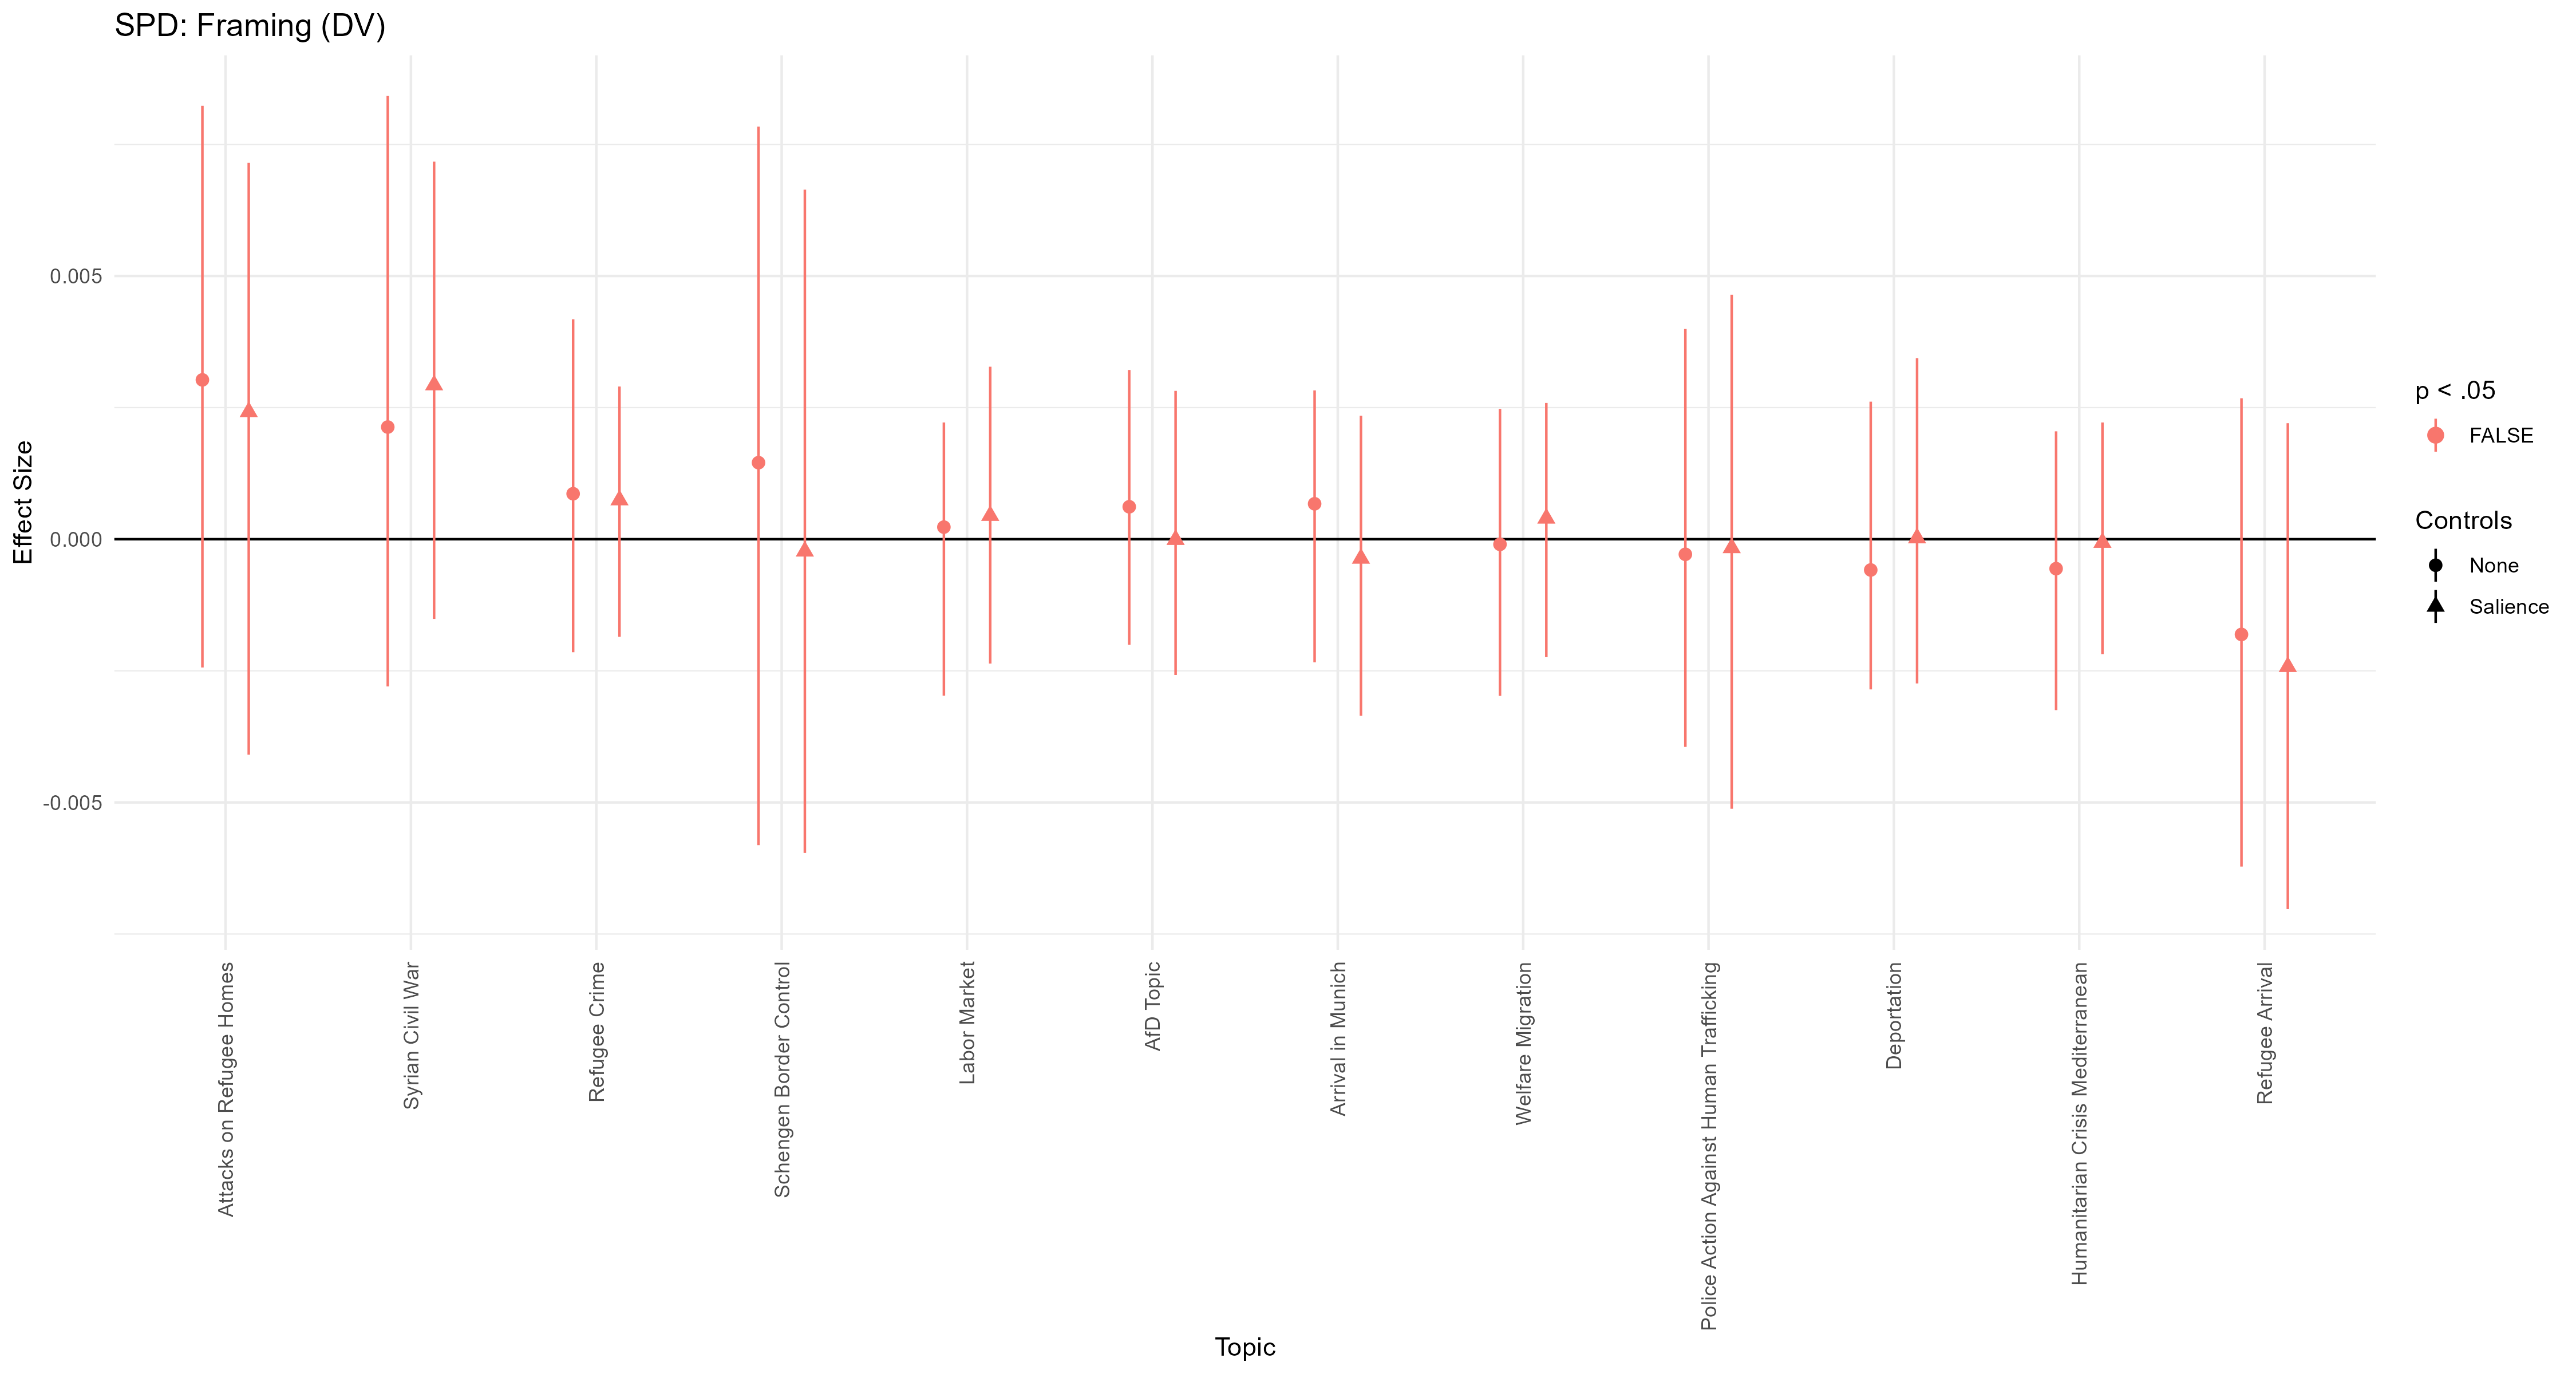 SPD: Framing (DV)
Effect Size
0.005
0.000
-0.005
Attacks on Refugee Homes
Syrian Civil War
Refugee Crime
Schengen Border Control
Labor Market
AfD Topic
Arrival in Munich
Welfare Migration
Police Action Against Human Trafficking
Deportation
Humanitarian Crisis Mediterranean
Refugee Arrival
Topic
p < .05
FALSE
Controls
None
Salience